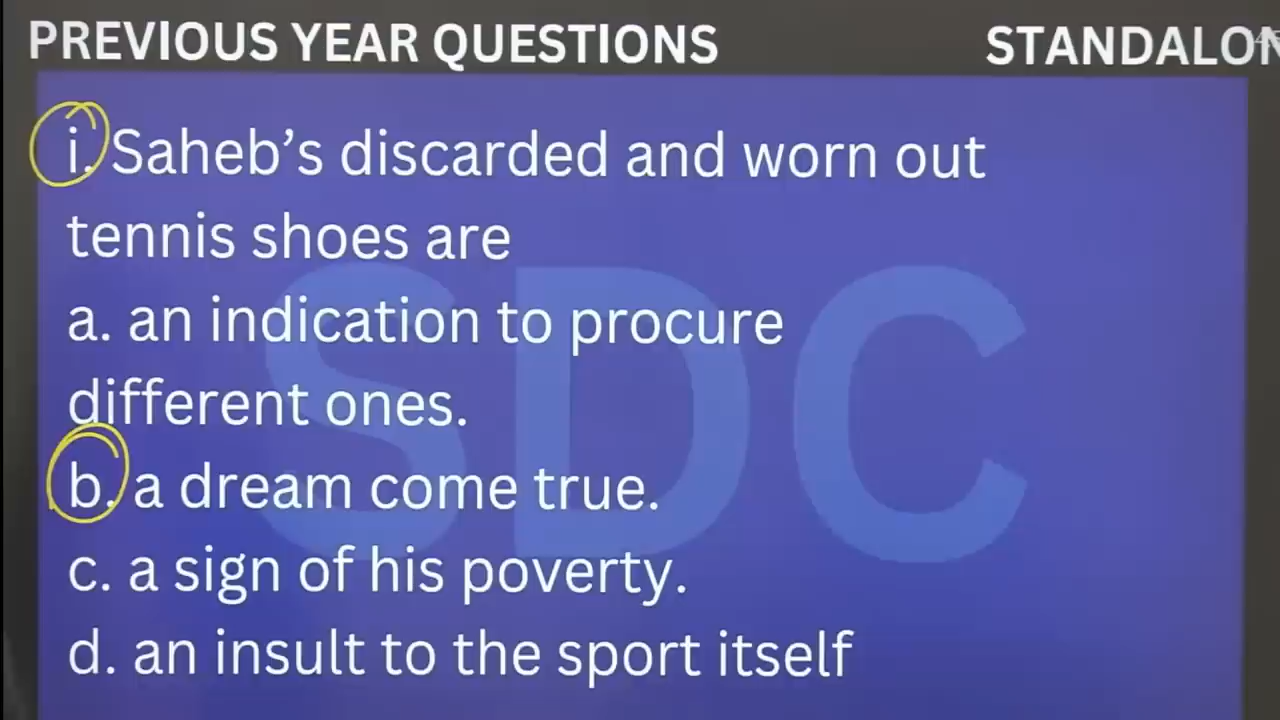 PREVIOUS YEAR QUESTIONS
STANDALON
i. Saheb's discarded and worn out
tennis shoes are
a. an indication to procure
different ones.
b. a dream come true.
c. a sign of his poverty.
d. an insult to the sport itself
SDC